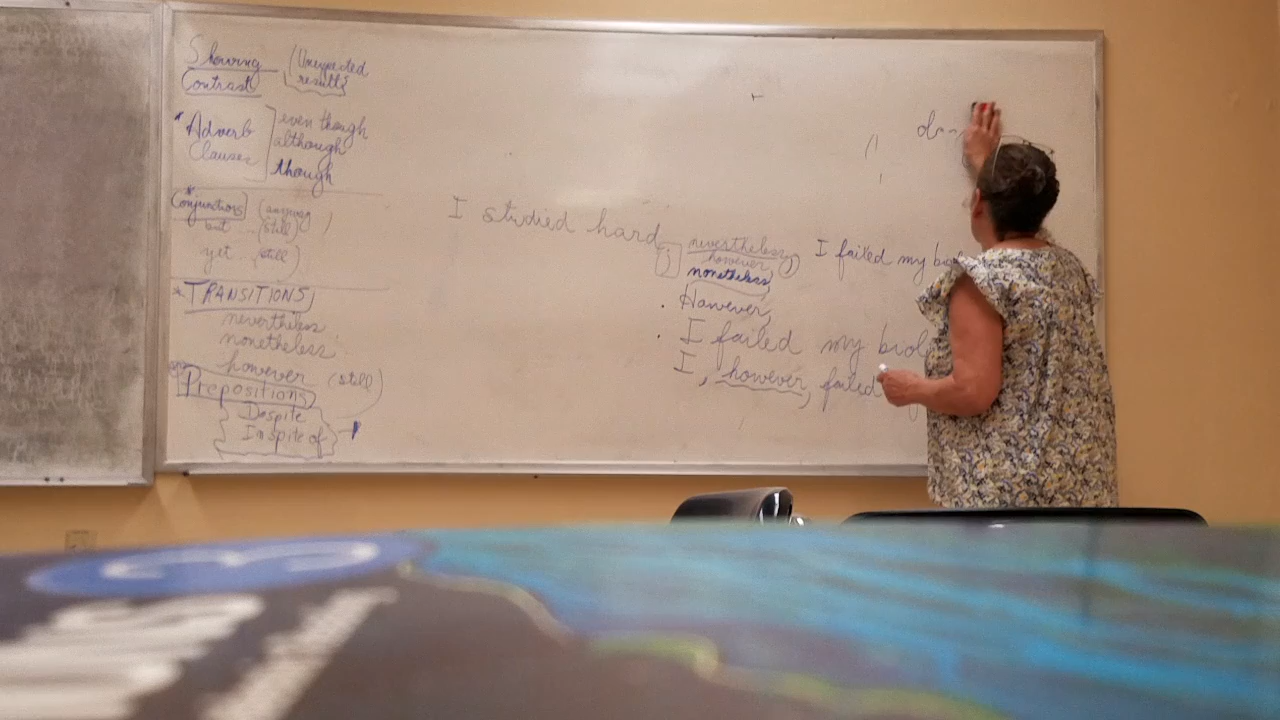 Showing
Contrast
(Unexpected
results)
* Adverb
Clauses
even though
although
though
* Conjunctions
but ... (still)
yet .. (still)
* TRANSITIONS
nevertheless
nonetheless
however
Prepositions
(still)
Despite
In spite of
I studied hard
; nevertheless, I failed my
however
nonetheless
. However,
. I failed my
I, however, failed
3